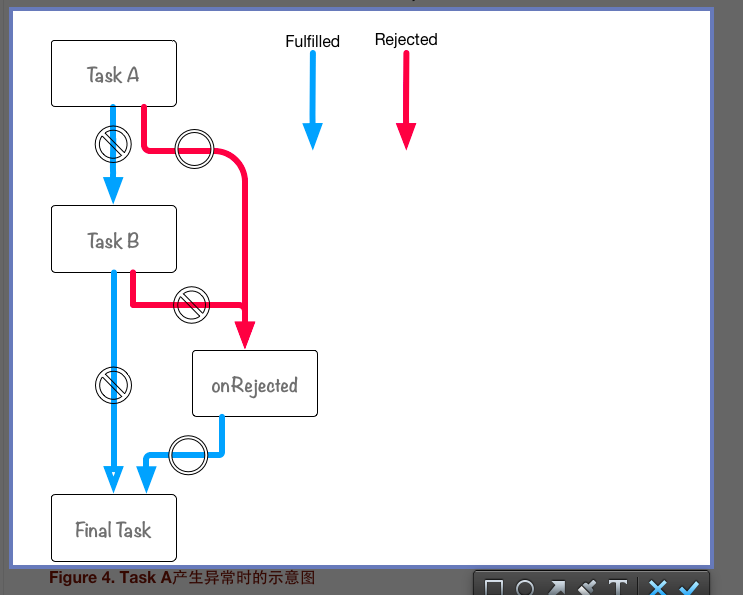 Fulfilled
Rejected
Task A
Task B
onRejected
Final Task
Figure 4. Task A产生异常时的示意图
T